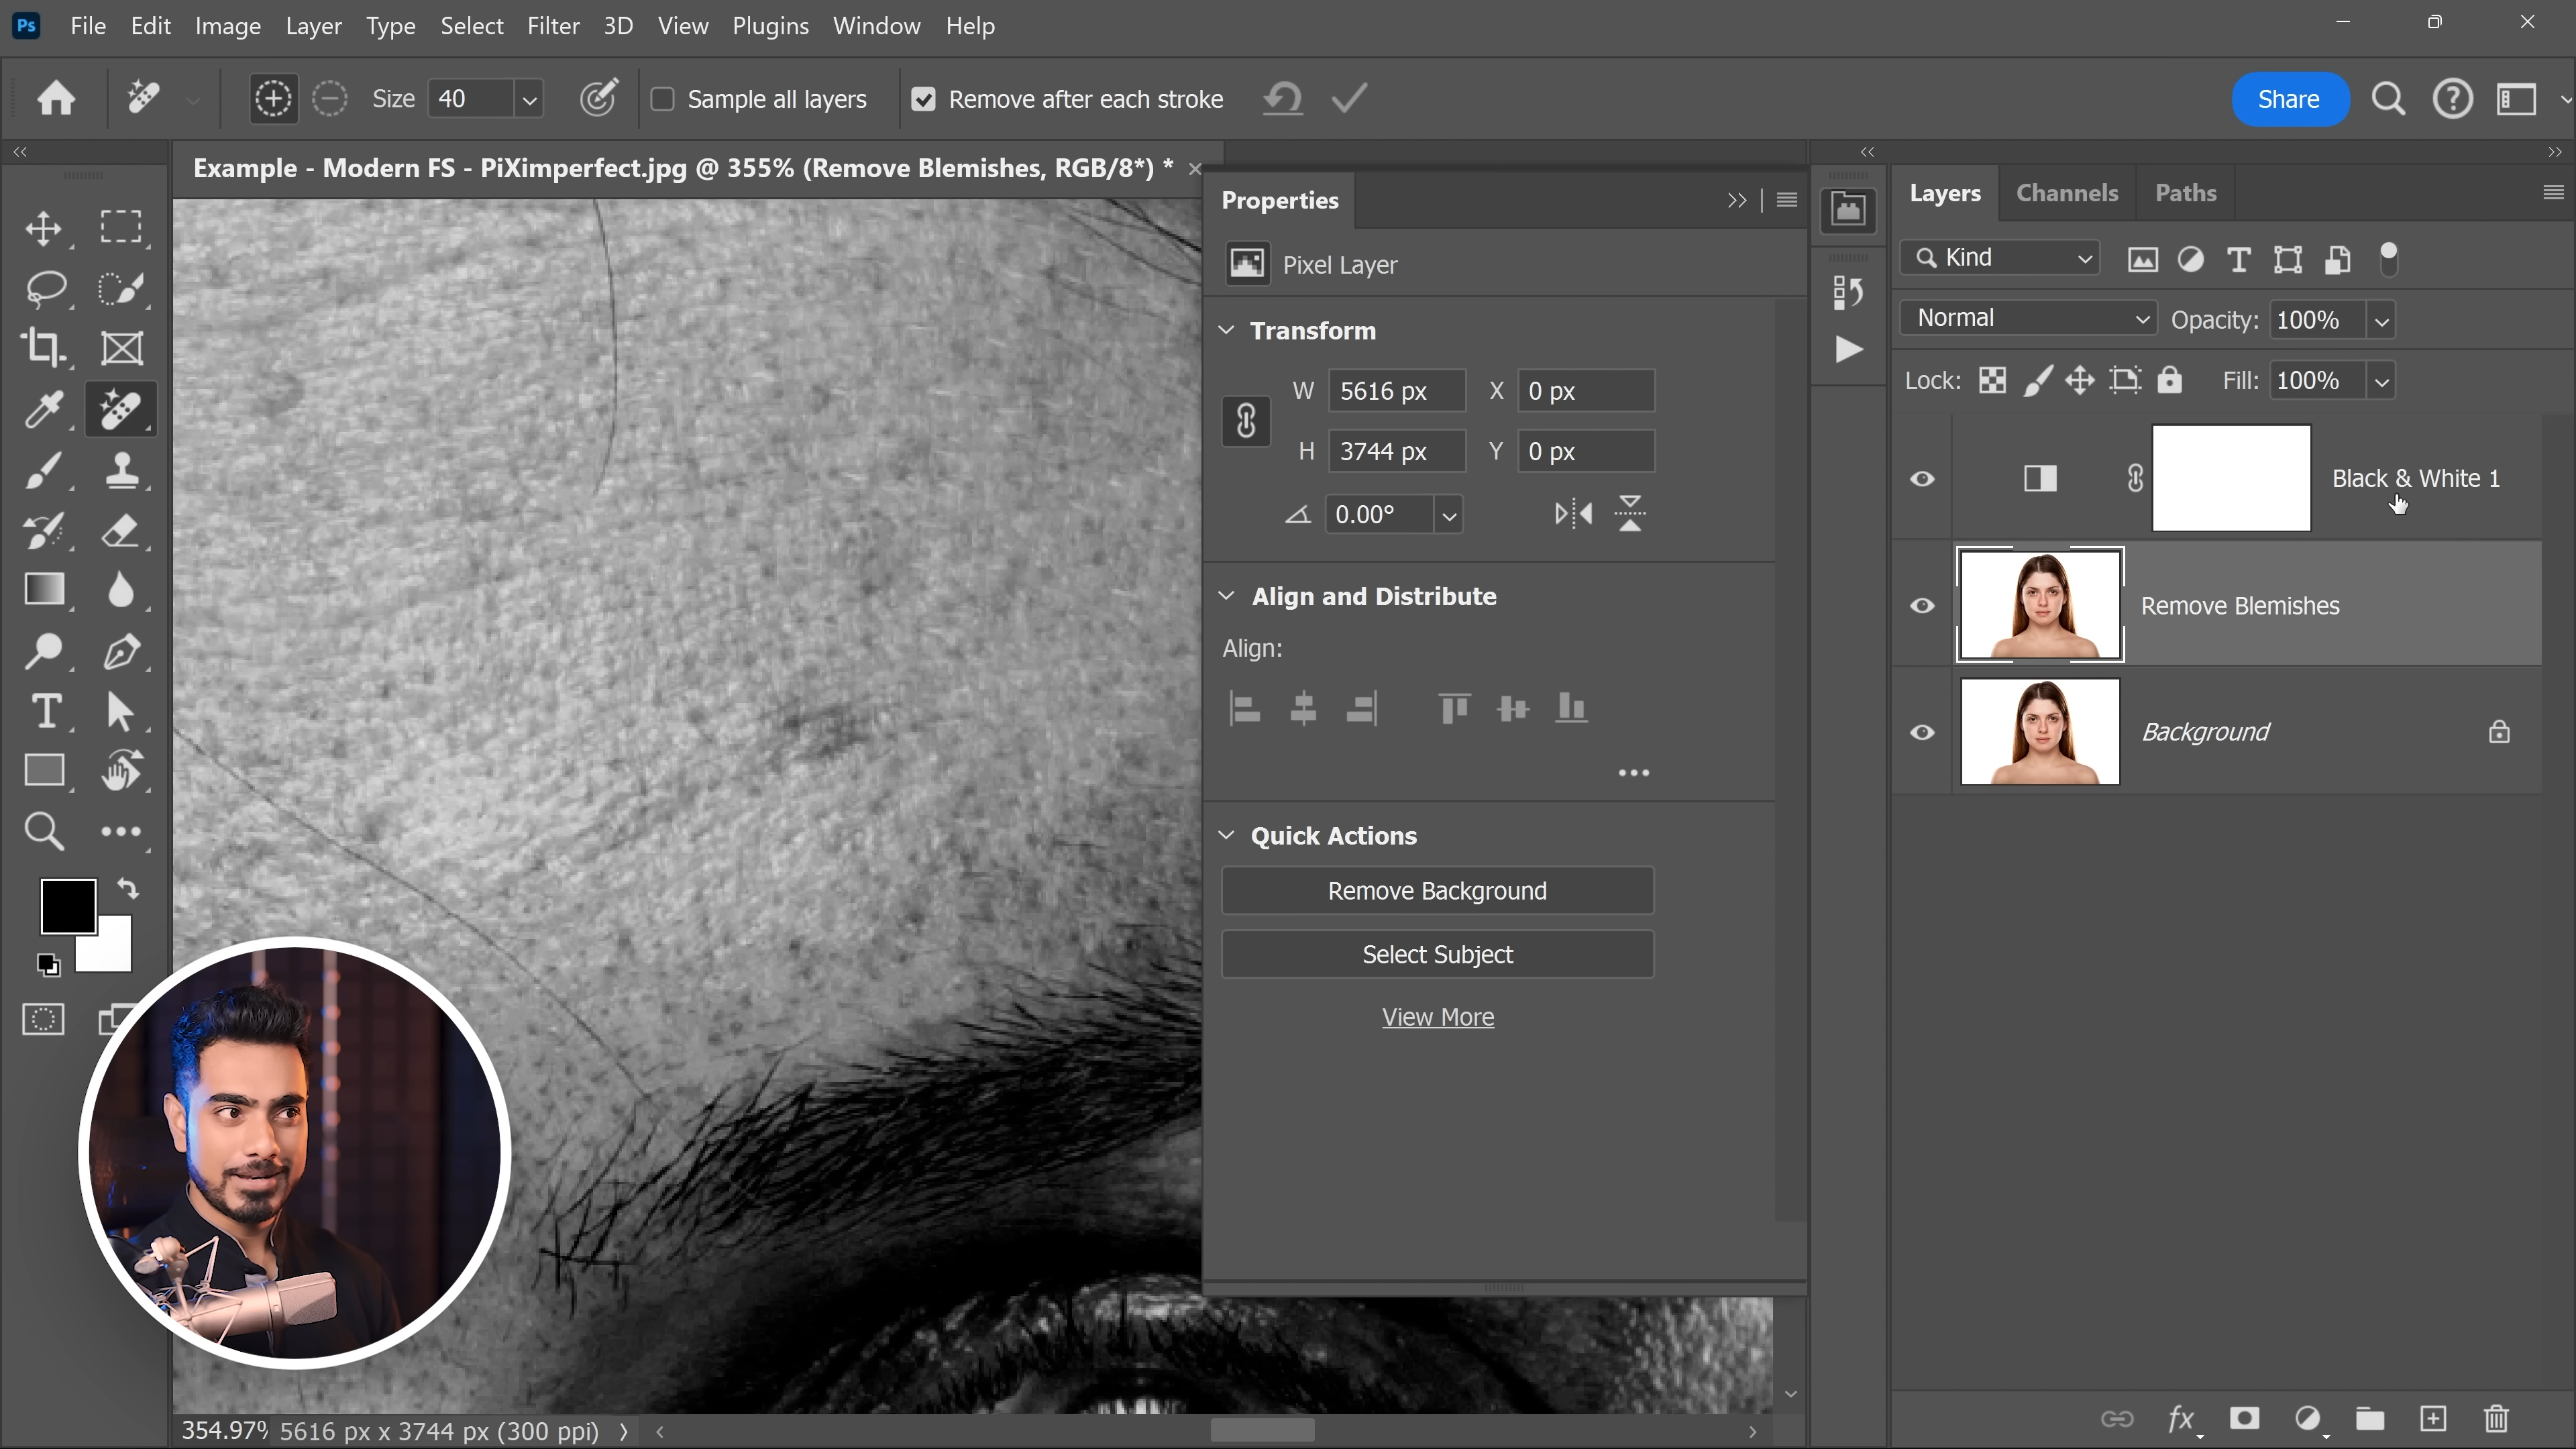 Ps File Edit Image Layer Type Select Filter 3D View Plugins Window Help
Size 40 Sample all layers Remove after each stroke Share
Example - Modern FS - PiXimperfect.jpg @ 355% (Remove Blemishes, RGB/8*) *
Properties
Pixel Layer
Transform
W 5616 px X 0 px
H 3744 px Y 0 px
0.00°
Align and Distribute
Align:
Quick Actions
Remove Background
Select Subject
View More
Layers Channels Paths
Kind
Normal Opacity: 100%
Lock: Fill: 100%
Black & White 1
Remove Blemishes
Background
fx
354.97% 5616 px x 3744 px (300 ppi)